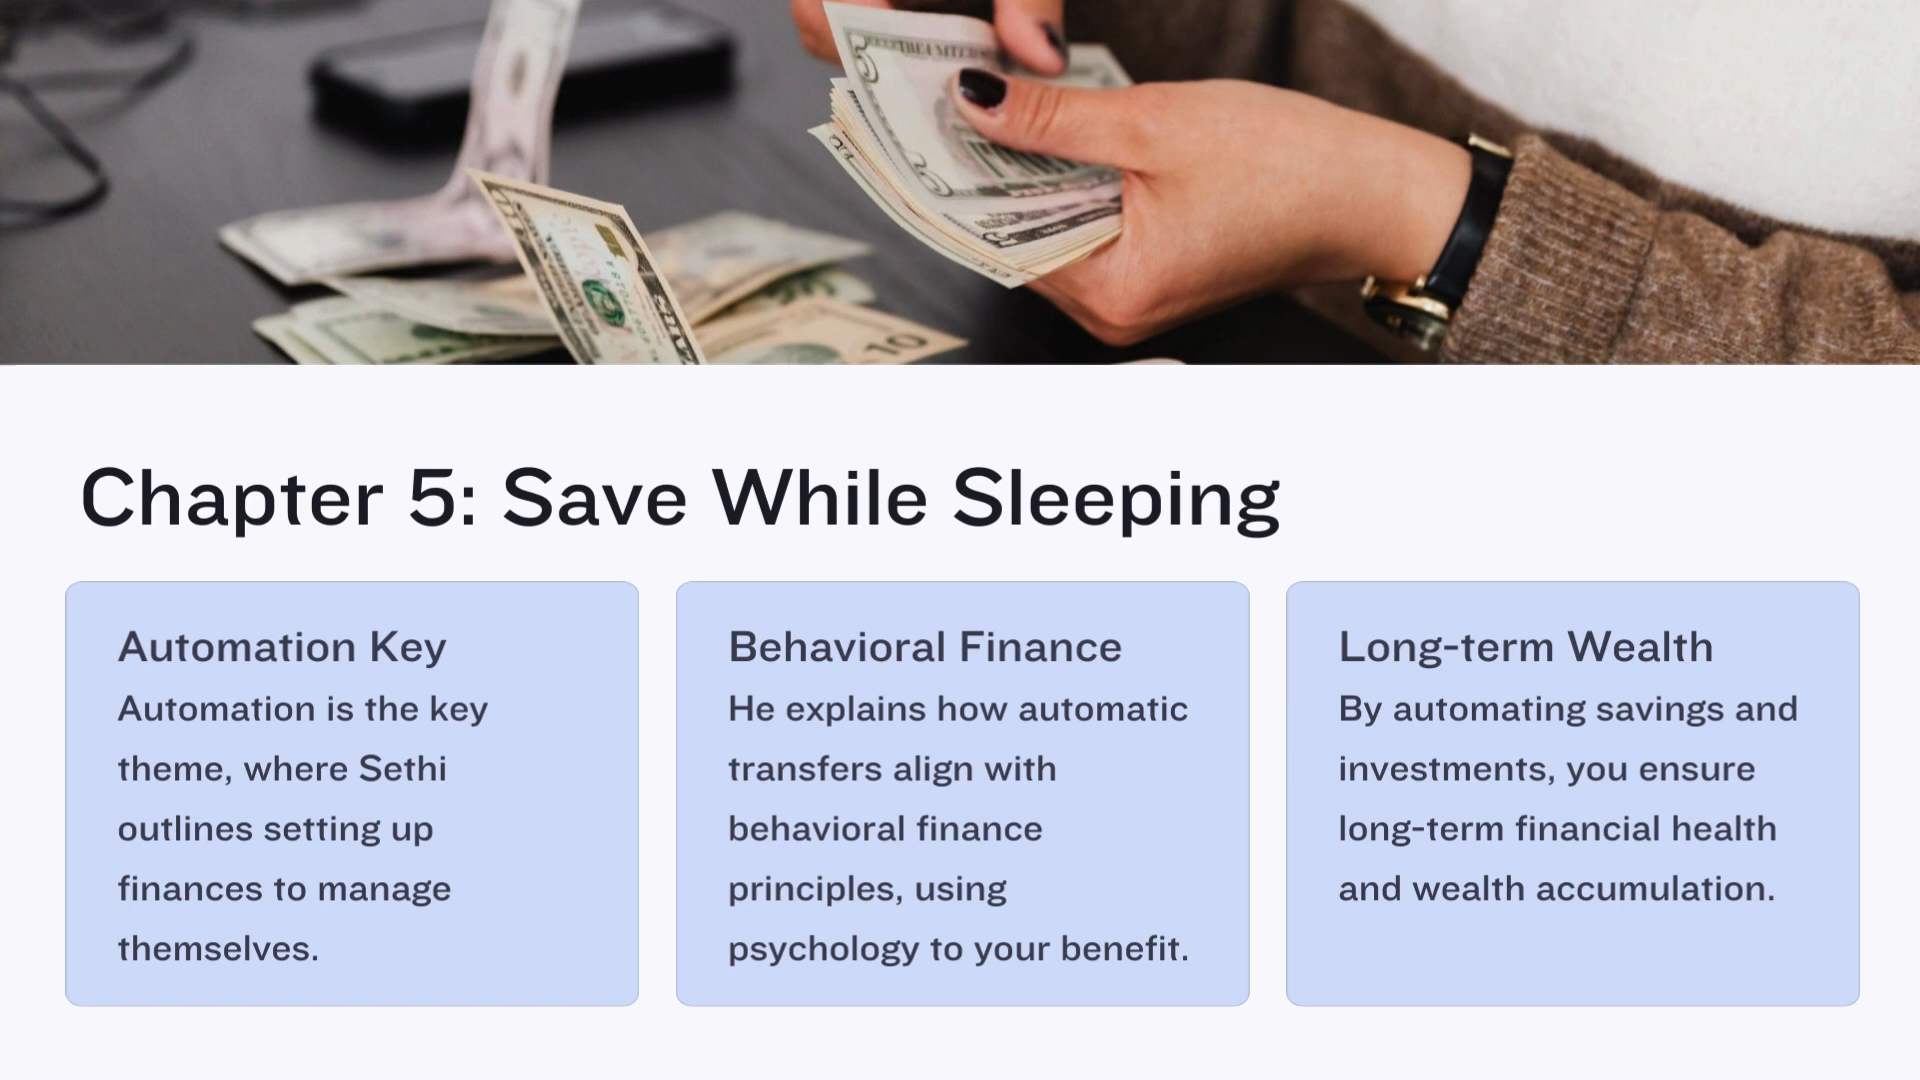 Chapter 5: Save While Sleeping
Automation Key
Automation is the key
theme, where Sethi
outlines setting up
finances to manage
themselves.
Behavioral Finance
He explains how automatic
transfers align with
behavioral finance
principles, using
psychology to your benefit.
Long-term Wealth
By automating savings and
investments, you ensure
long-term financial health
and wealth accumulation.
5
10